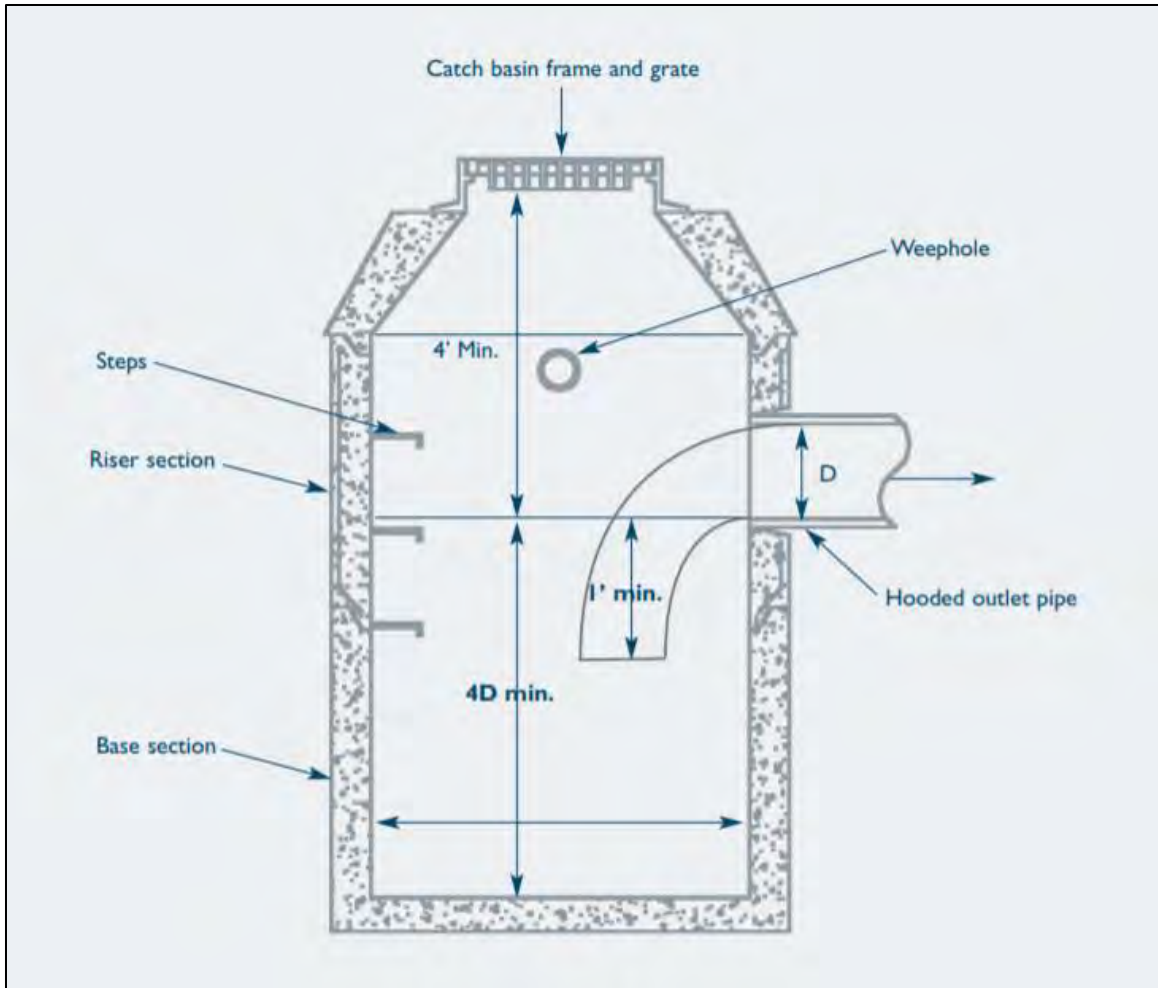 Catch basin frame and grate
Weephole
4' Min.
Steps
Riser section
D
1' min.
Hooded outlet pipe
4D min.
Base section